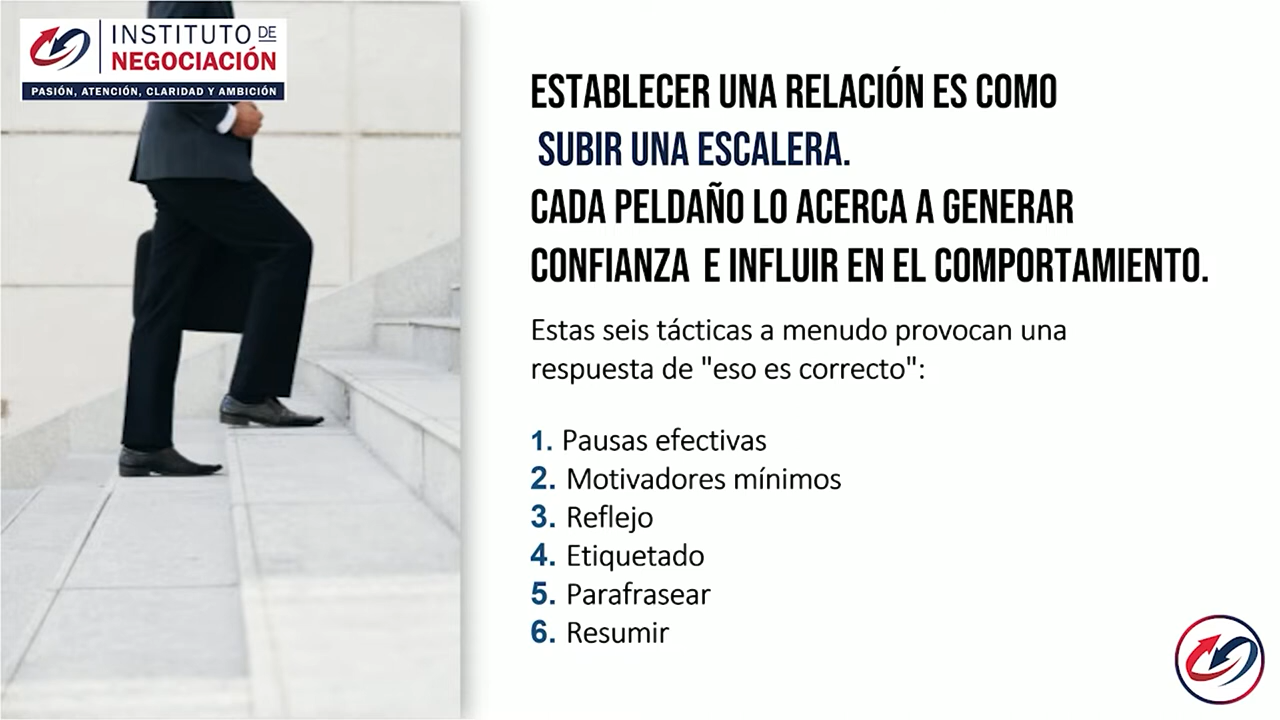 INSTITUTO DE
NEGOCIACIÓN
PASIÓN, ATENCIÓN, CLARIDAD Y AMBICIÓN
ESTABLECER UNA RELACIÓN ES COMO
SUBIR UNA ESCALERA.
CADA PELDAÑO LO ACERCA A GENERAR
CONFIANZA E INFLUIR EN EL COMPORTAMIENTO.
Estas seis tácticas a menudo provocan una
respuesta de "eso es correcto":
1. Pausas efectivas
2. Motivadores mínimos
3. Reflejo
4. Etiquetado
5. Parafrasear
6. Resumir